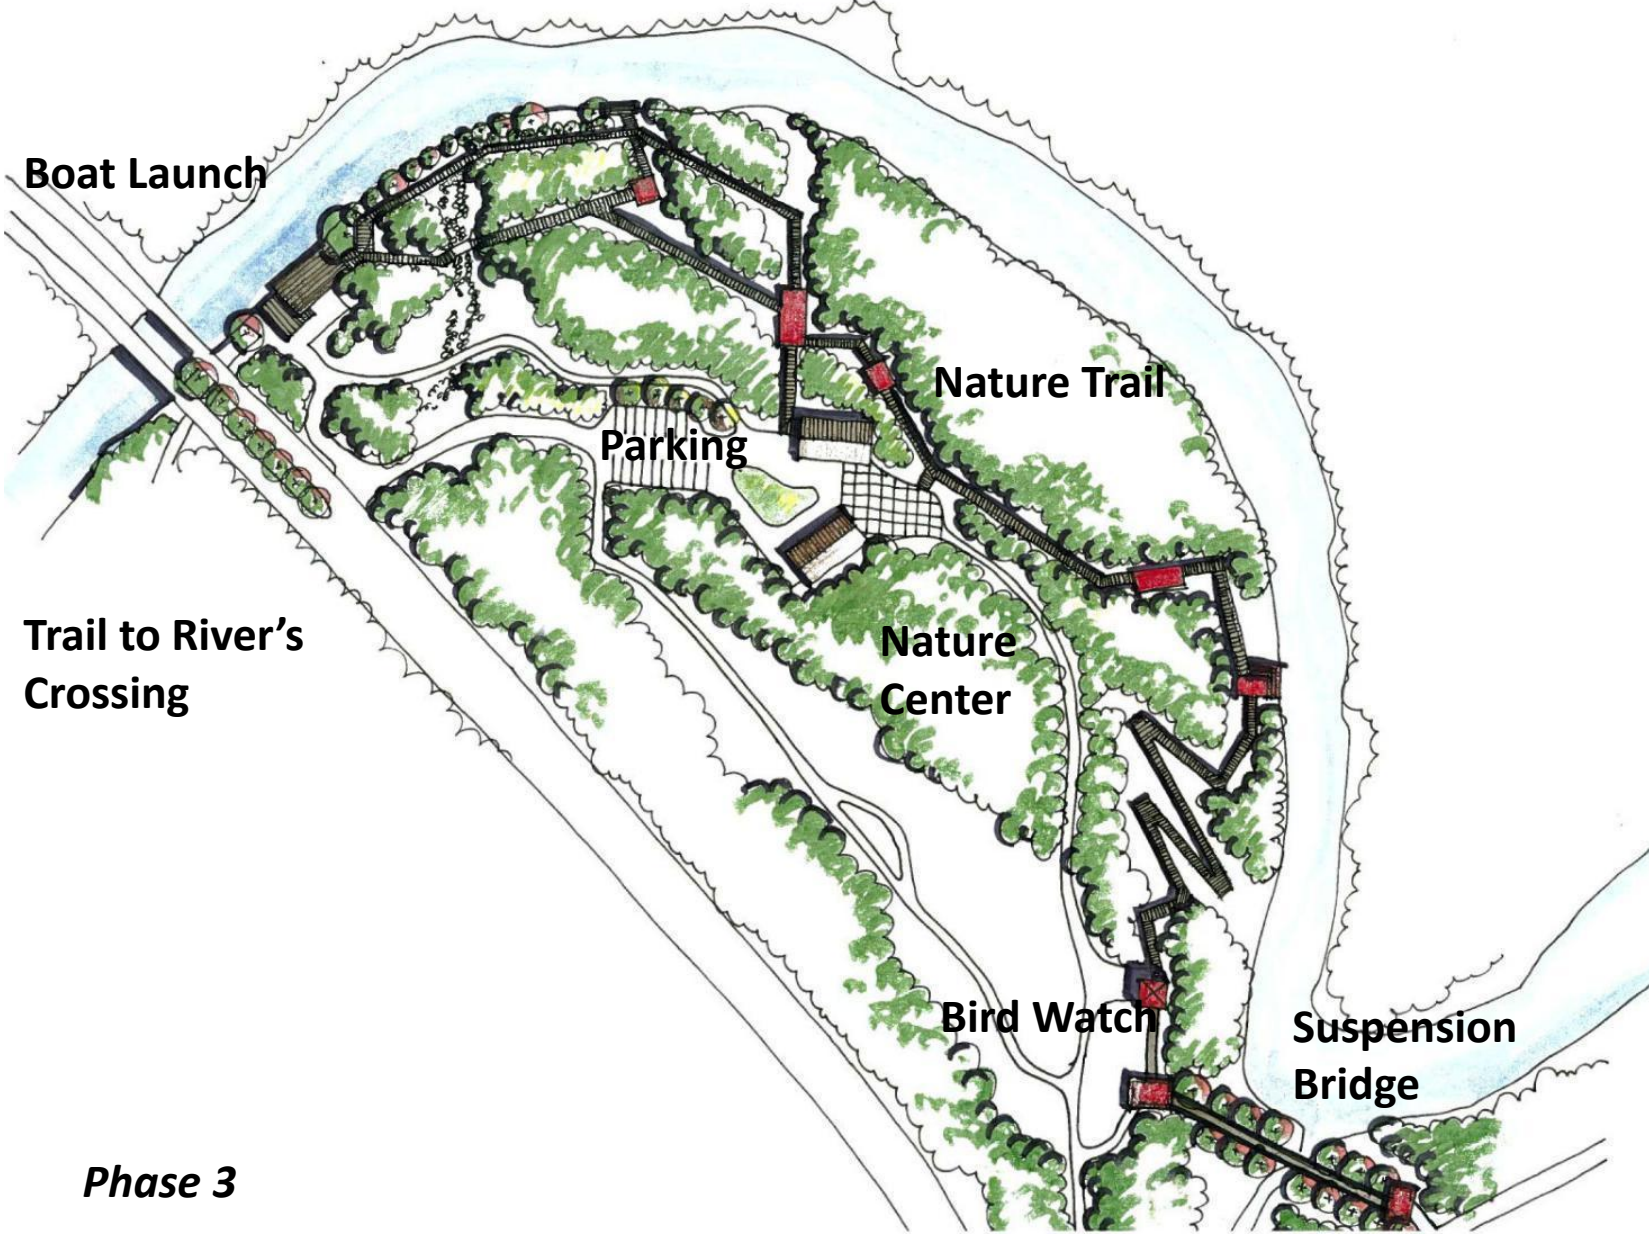 Boat Launch
Nature Trail
Parking
Trail to River’s
Crossing
Nature
Center
Bird Watch
Suspension
Bridge
Phase 3